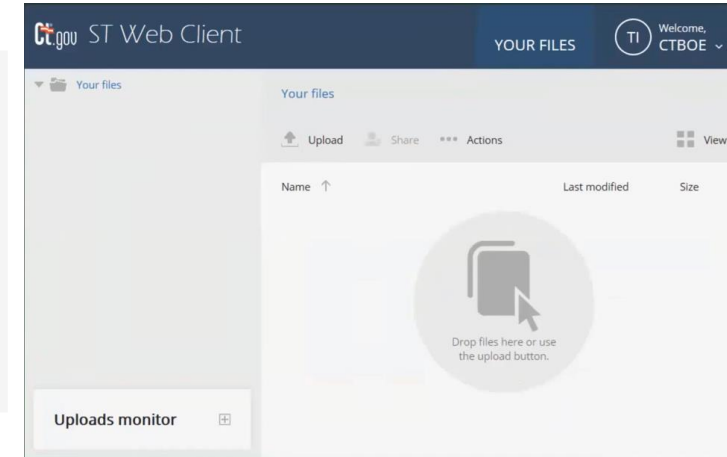 Ct.gov ST Web Client
YOUR FILES
TI
Welcome,
CTBOE
Your files
Your files
Upload
Share
Actions
View
Name
Last modified
Size
Drop files here or use
the upload button.
Uploads monitor